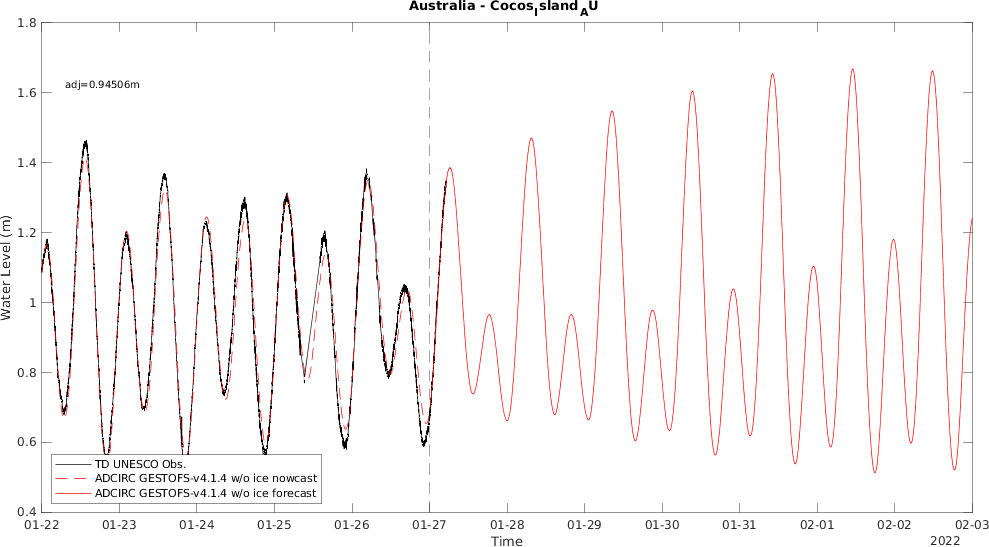 Australia - Cocos_Island_AU
adj=0.94506m
1.8
1.6
1.4
1.2
1
0.8
0.6
0.4
Water Level (m)
TD UNESCO Obs.
ADCIRC GESTOFS-v4.1.4 w/o ice nowcast
ADCIRC GESTOFS-v4.1.4 w/o ice forecast
01-22 01-23 01-24 01-25 01-26 01-27 01-28 01-29 01-30 01-31 02-01 02-02 02-03
Time
2022